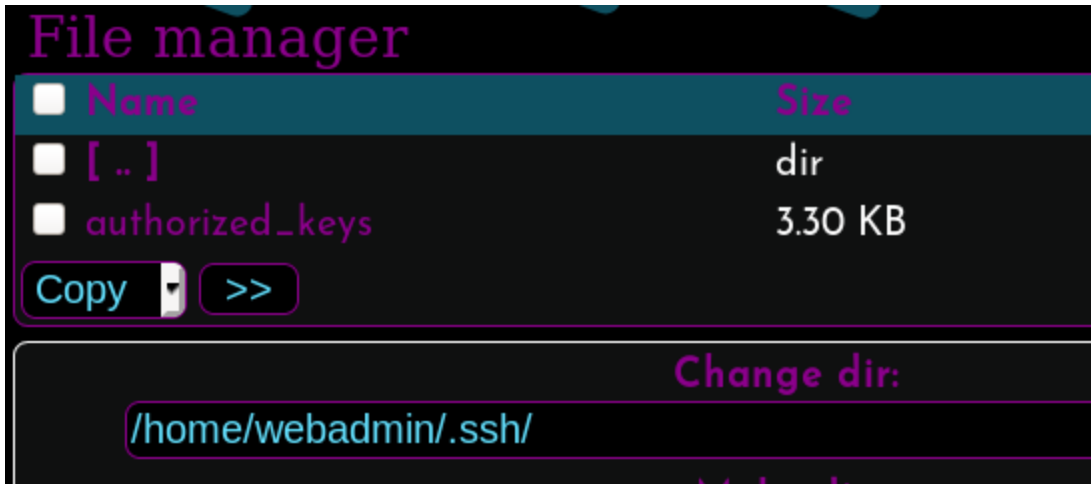 File manager
Name Size
[ .. ] dir
authorized_keys 3.30 KB
Copy >>
Change dir:
/home/webadmin/.ssh/